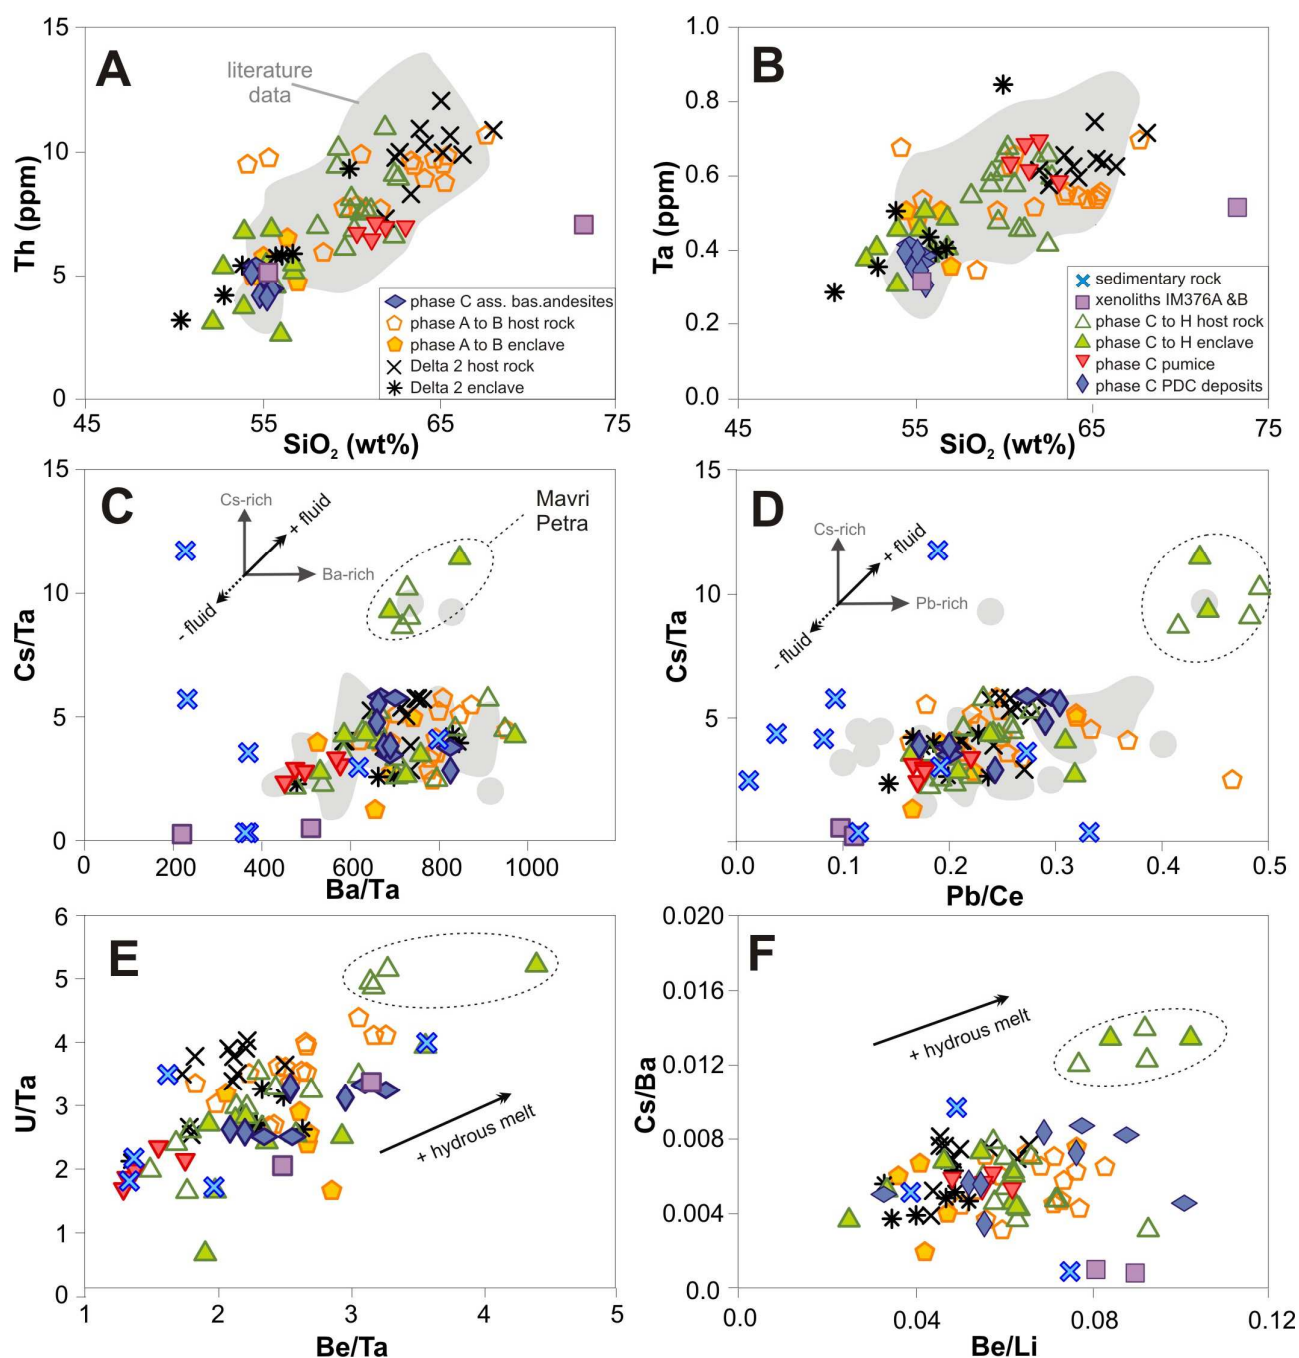 A
literature
data
15
10
5
0
Th (ppm)
45
55
65
75
SiO₂ (wt%)
phase C ass. bas.andesites
phase A to B host rock
phase A to B enclave
Delta 2 host rock
Delta 2 enclave
B
1.0
0.8
0.6
0.4
0.2
0.0
Ta (ppm)
45
55
65
75
SiO₂ (wt%)
sedimentary rock
xenoliths IM376A &B
phase C to H host rock
phase C to H enclave
phase C pumice
phase C PDC deposits
C
Cs-rich
+ fluid
Ba-rich
- fluid
Mavri
Petra
15
10
5
0
Cs/Ta
0
200
400
600
800
1000
Ba/Ta
D
Cs-rich
+ fluid
Pb-rich
- fluid
15
10
5
Cs/Ta
0.0
0.1
0.2
0.3
0.4
0.5
Pb/Ce
E
6
5
4
3
2
1
0
U/Ta
+ hydrous melt
1
2
3
4
5
Be/Ta
F
0.020
0.016
0.012
0.008
0.004
0.0
Cs/Ba
+ hydrous melt
0.0
0.04
0.08
0.12
Be/Li